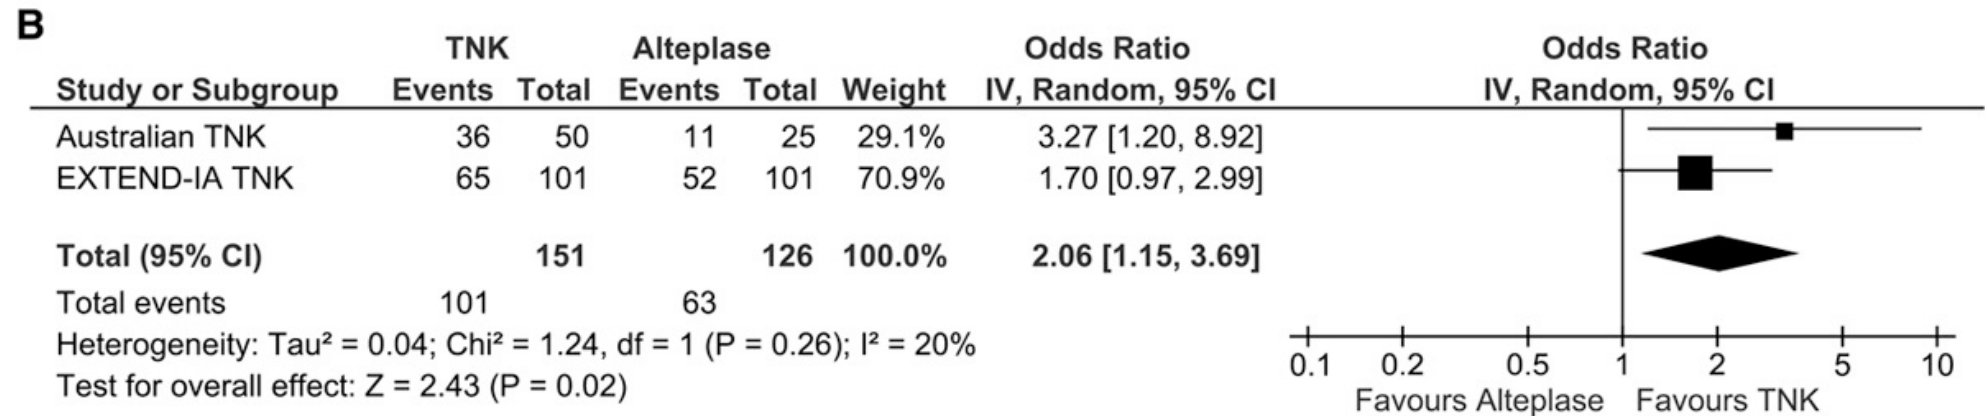 B
TNK Alteplase Odds Ratio Odds Ratio
Study or Subgroup Events Total Events Total Weight IV, Random, 95% CI IV, Random, 95% CI
Australian TNK 36 50 11 25 29.1% 3.27 [1.20, 8.92]
EXTEND-IA TNK 65 101 52 101 70.9% 1.70 [0.97, 2.99]
Total (95% CI) 151 126 100.0% 2.06 [1.15, 3.69]
Total events 101 63
Heterogeneity: Tau² = 0.04; Chi² = 1.24, df = 1 (P = 0.26); I² = 20%
Test for overall effect: Z = 2.43 (P = 0.02)
0.1 0.2 0.5 1 2 5 10
Favours Alteplase Favours TNK